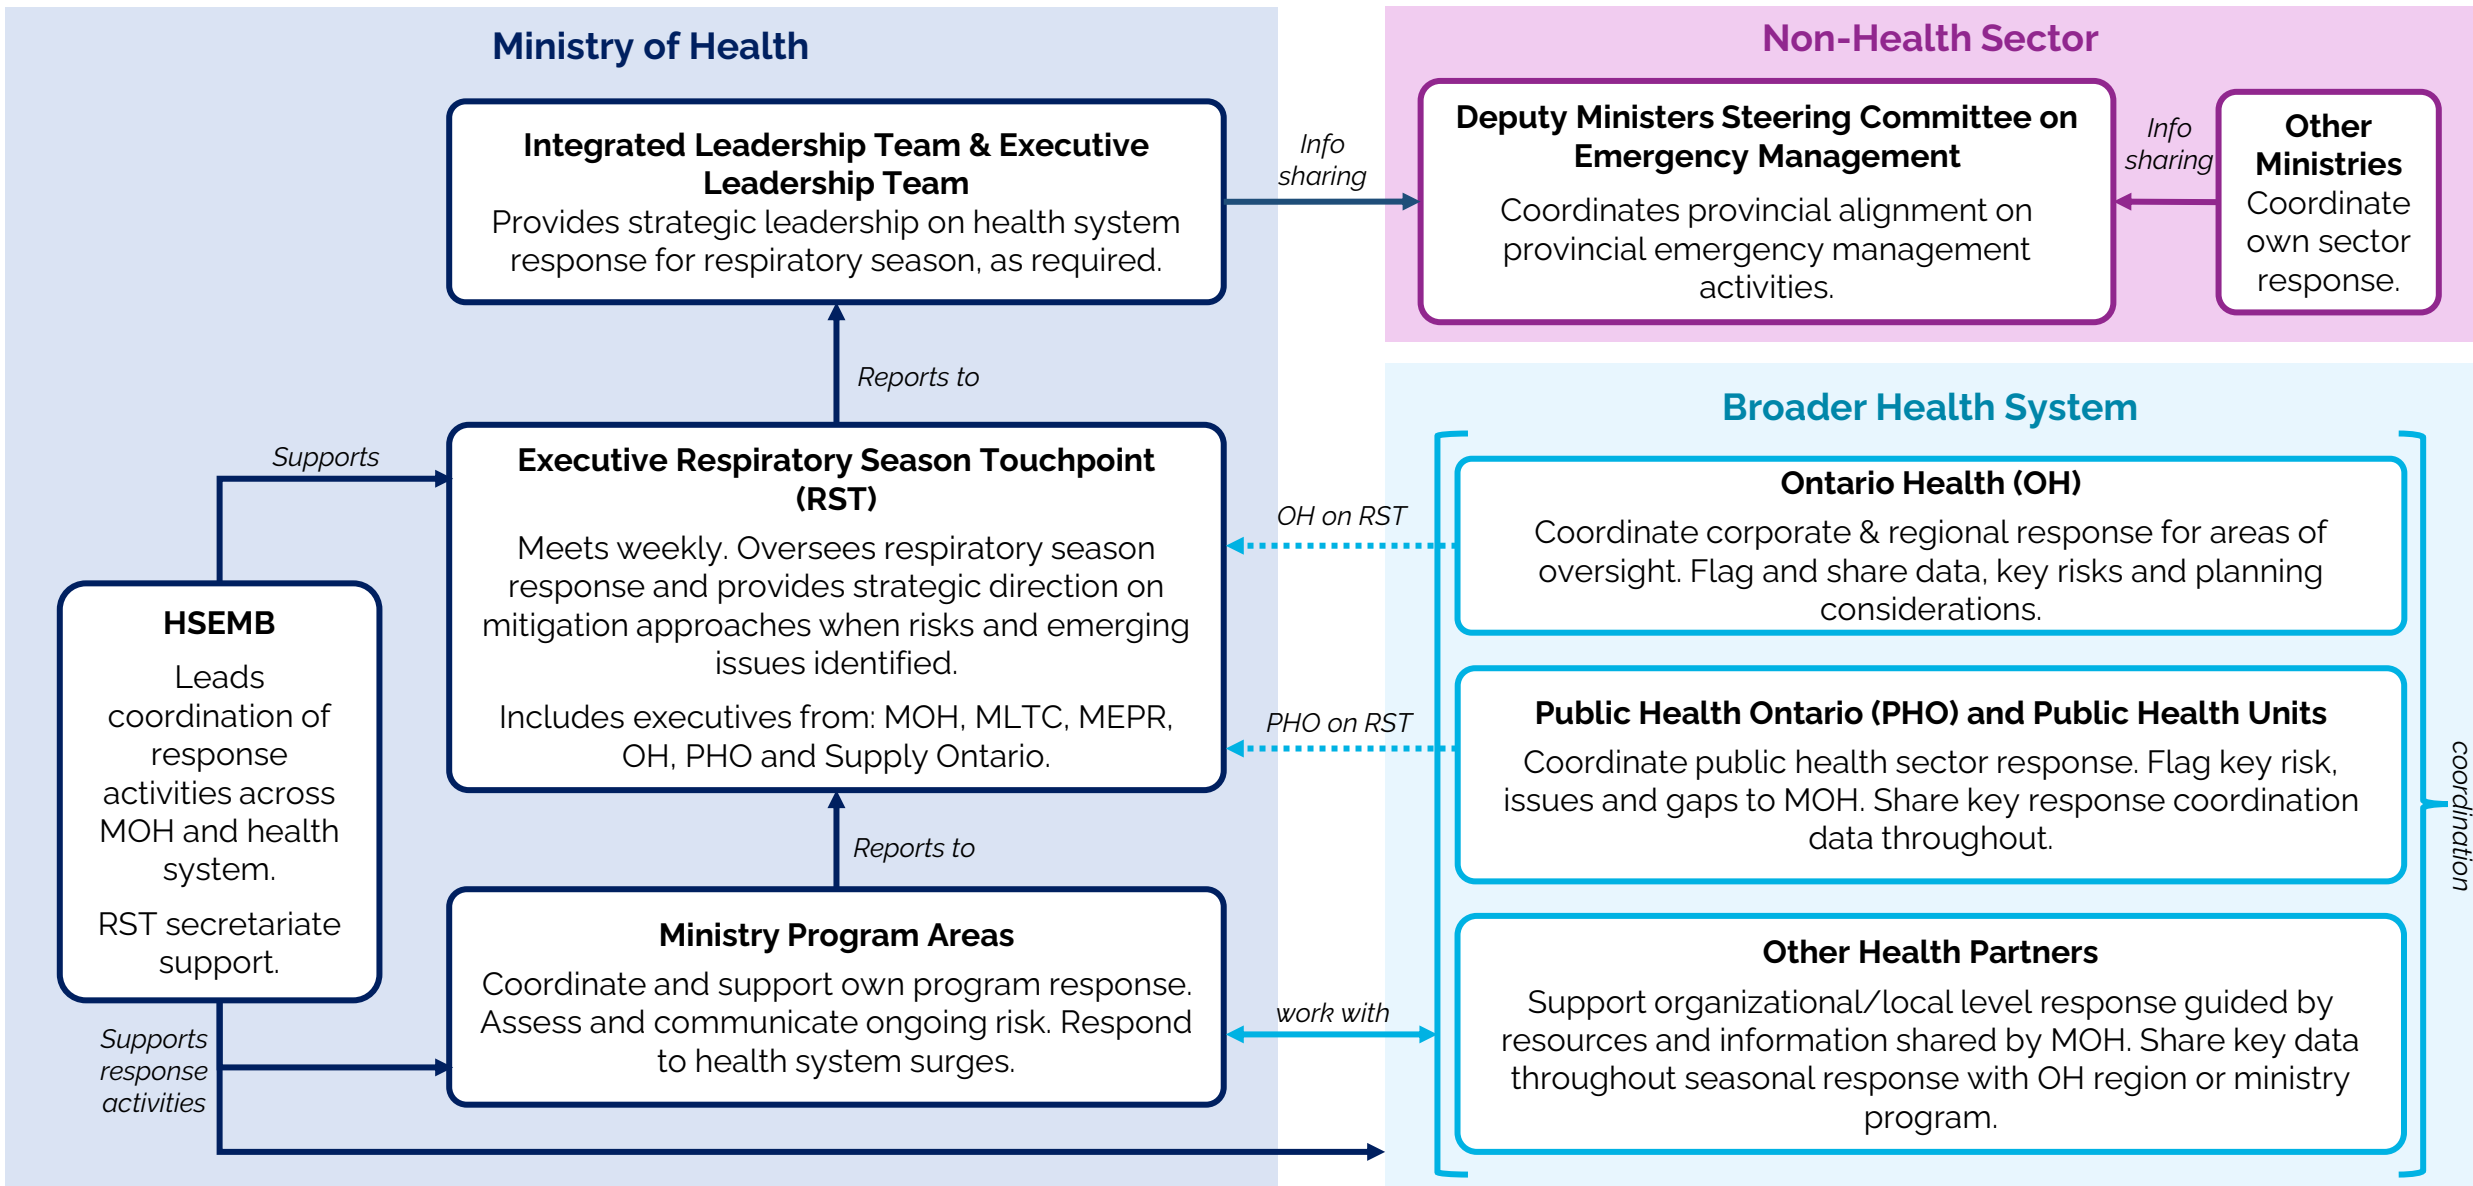 Ministry of Health
Integrated Leadership Team & Executive
Leadership Team
Provides strategic leadership on health system
response for respiratory season, as required.
Info
sharing
Non-Health Sector
Deputy Ministers Steering Committee on
Emergency Management
Coordinates provincial alignment on
provincial emergency management
activities.
Info
sharing
Other
Ministries
Coordinate
own sector
response.
Reports to
Supports
Executive Respiratory Season Touchpoint
(RST)
Meets weekly. Oversees respiratory season
response and provides strategic direction on
mitigation approaches when risks and emerging
issues identified.
Includes executives from: MOH, MLTC, MEPR,
OH, PHO and Supply Ontario.
HSEMB
Leads
coordination of
response
activities across
MOH and health
system.
RST secretariate
support.
Reports to
Supports
response
activities
Ministry Program Areas
Coordinate and support own program response.
Assess and communicate ongoing risk. Respond
to health system surges.
OH on RST
PHO on RST
work with
Broader Health System
Ontario Health (OH)
Coordinate corporate & regional response for areas of
oversight. Flag and share data, key risks and planning
considerations.
Public Health Ontario (PHO) and Public Health Units
Coordinate public health sector response. Flag key risk,
issues and gaps to MOH. Share key response coordination
data throughout.
Other Health Partners
Support organizational/local level response guided by
resources and information shared by MOH. Share key data
throughout seasonal response with OH region or ministry
program.
coordination